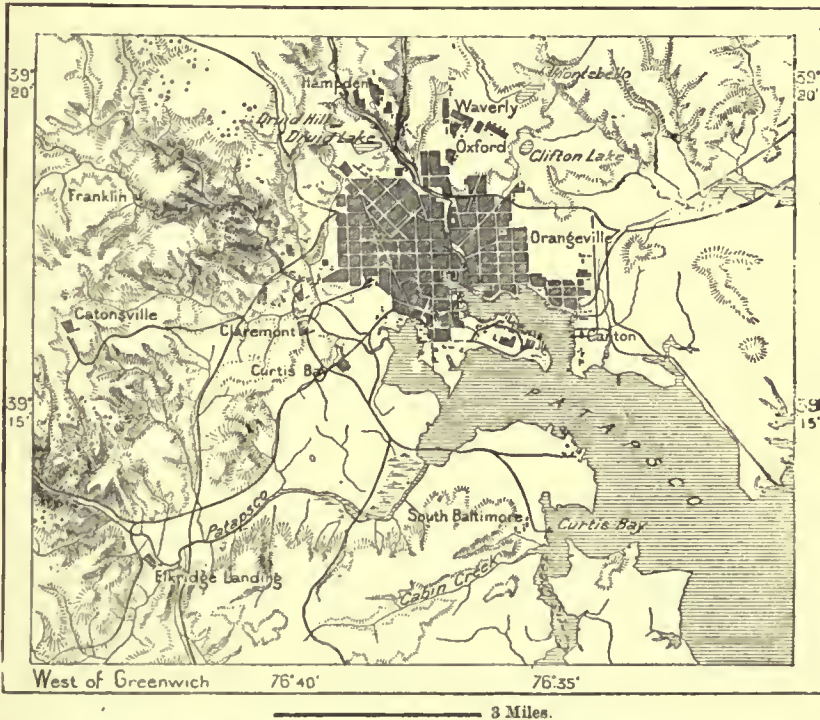 39°
20'
Hampden
Montebello
39°
20'
Waverly
Druid Hill
Druid Lake
Oxford
Clifton Lake
Franklin
Orangeville
Catonsville
Claremont
Canton
Curtis Bay
39°
15'
PATAPSCO
39°
15'
Patapsco
South Baltimore
Curtis Bay
Elkridge Landing
Cabin Creek
West of Greenwich
76°40'
76°35'
3 Miles.